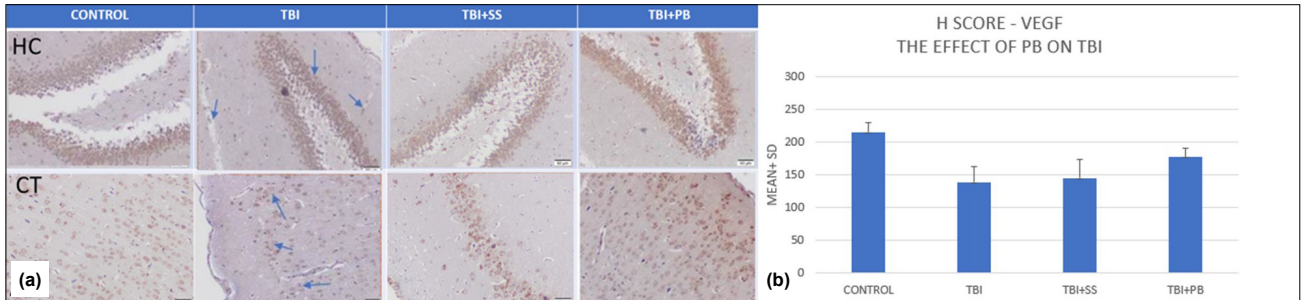 CONTROL
TBI
TBI+SS
TBI+PB
HC
CT
(a)
H SCORE - VEGF
THE EFFECT OF PB ON TBI
300
250
200
150
100
50
0
MEAN+ SD
CONTROL
TBI
TBI+SS
TBI+PB
(b)